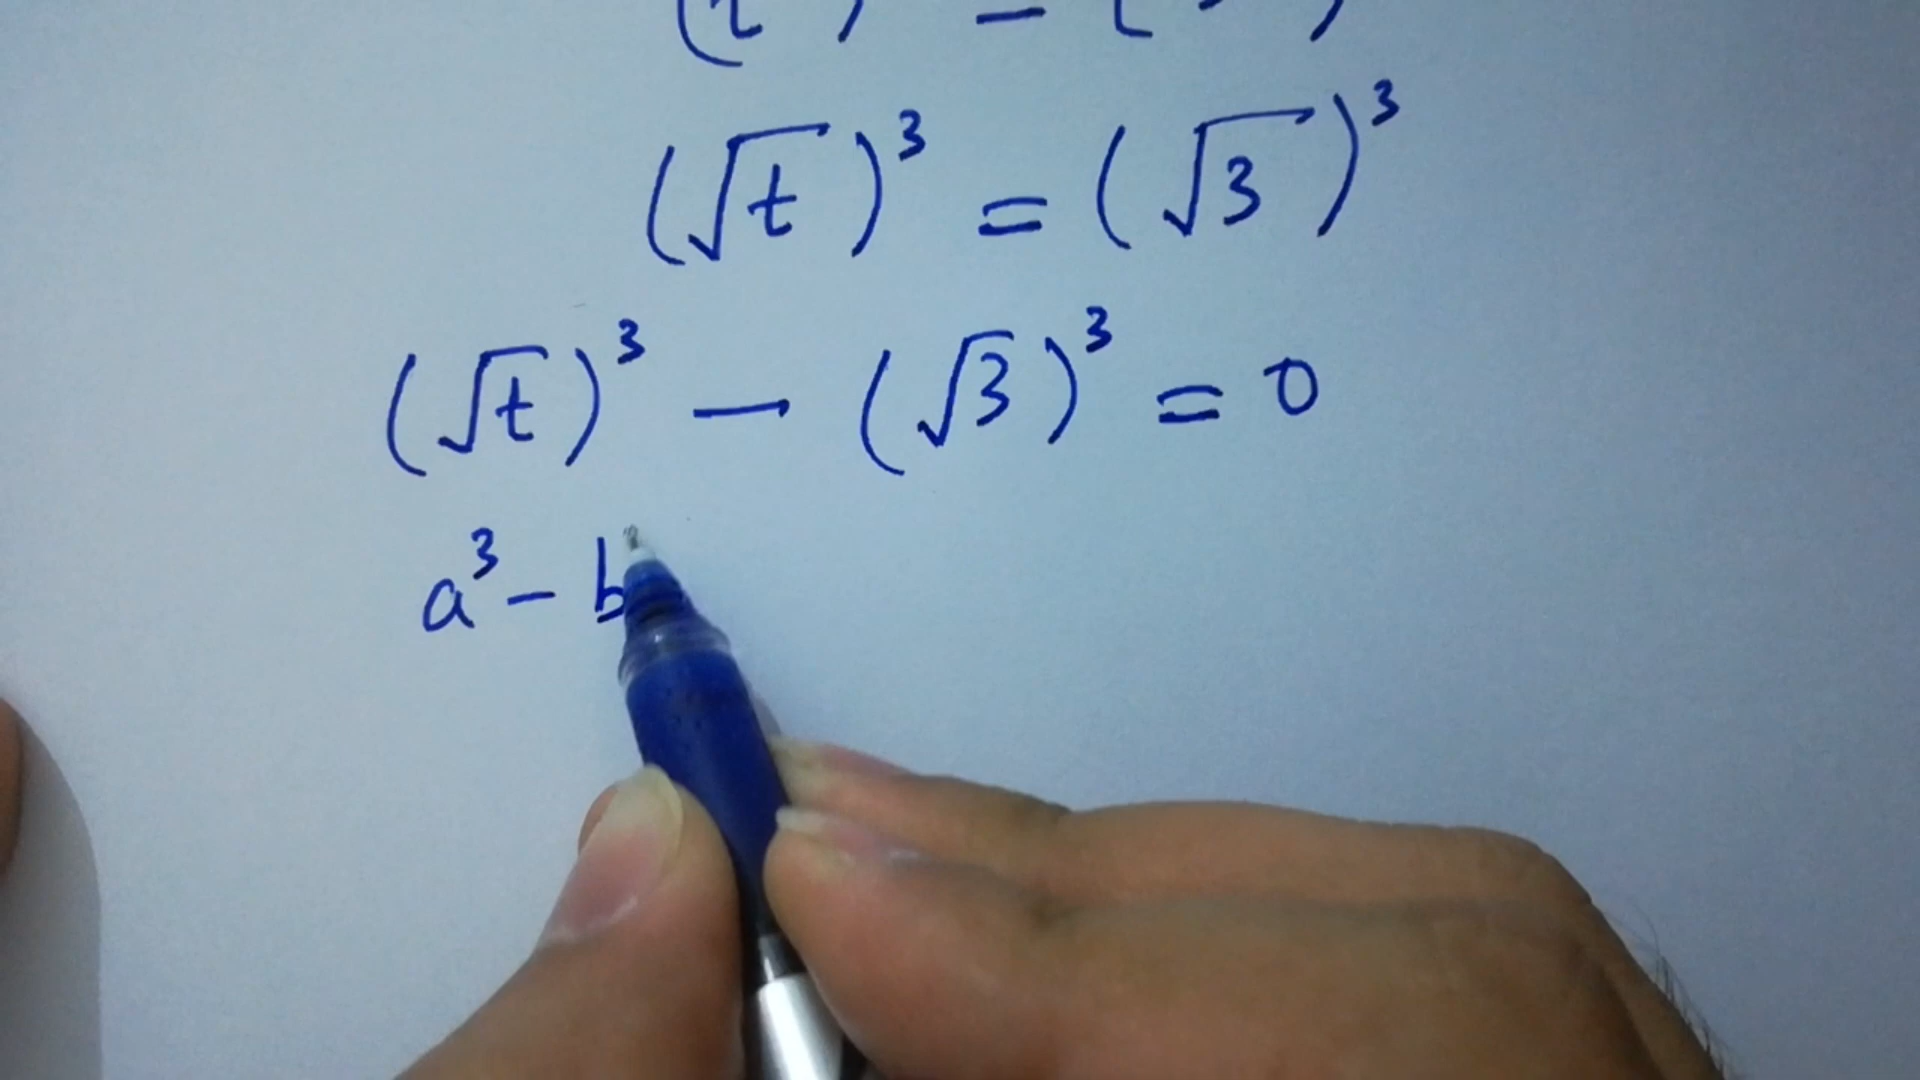 (√t)³ = (√3)³
(√t)³ − (√3)³ = 0
a³ − b